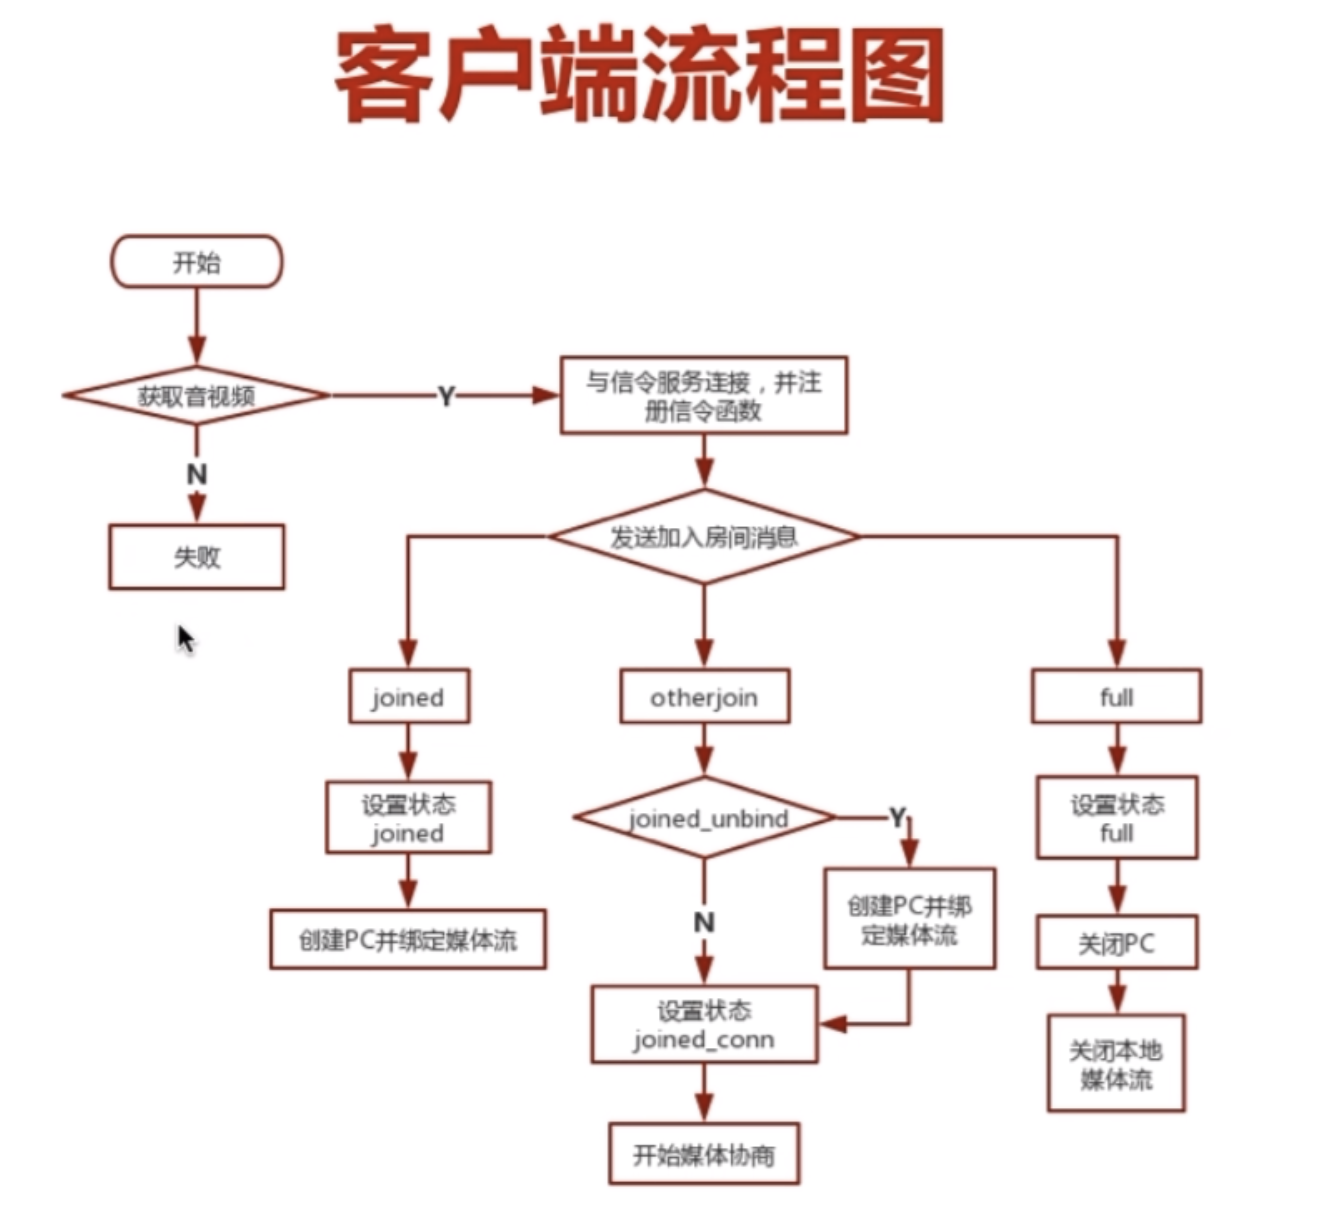 客户端流程图
开始
获取音视频
Y
与信令服务连接，并注
册信令函数
N
失败
发送加入房间消息
joined
otherjoin
full
设置状态
joined
joined_unbind
Y
设置状态
full
创建PC并绑定媒体流
N
创建PC并绑
定媒体流
关闭PC
设置状态
joined_conn
关闭本地
媒体流
开始媒体协商